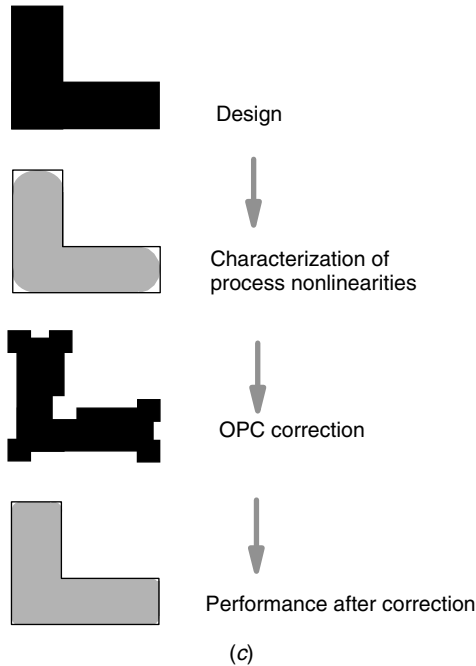 Design
Characterization of
process nonlinearities
OPC correction
Performance after correction
(c)